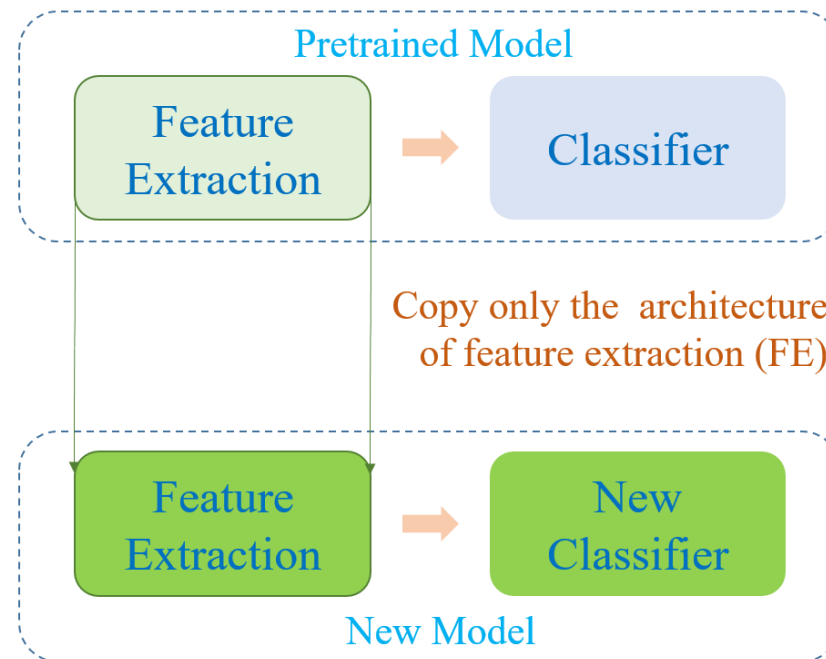 Pretrained Model
Feature
Extraction
Classifier
Copy only the architecture
of feature extraction (FE)
Feature
Extraction
New
Classifier
New Model